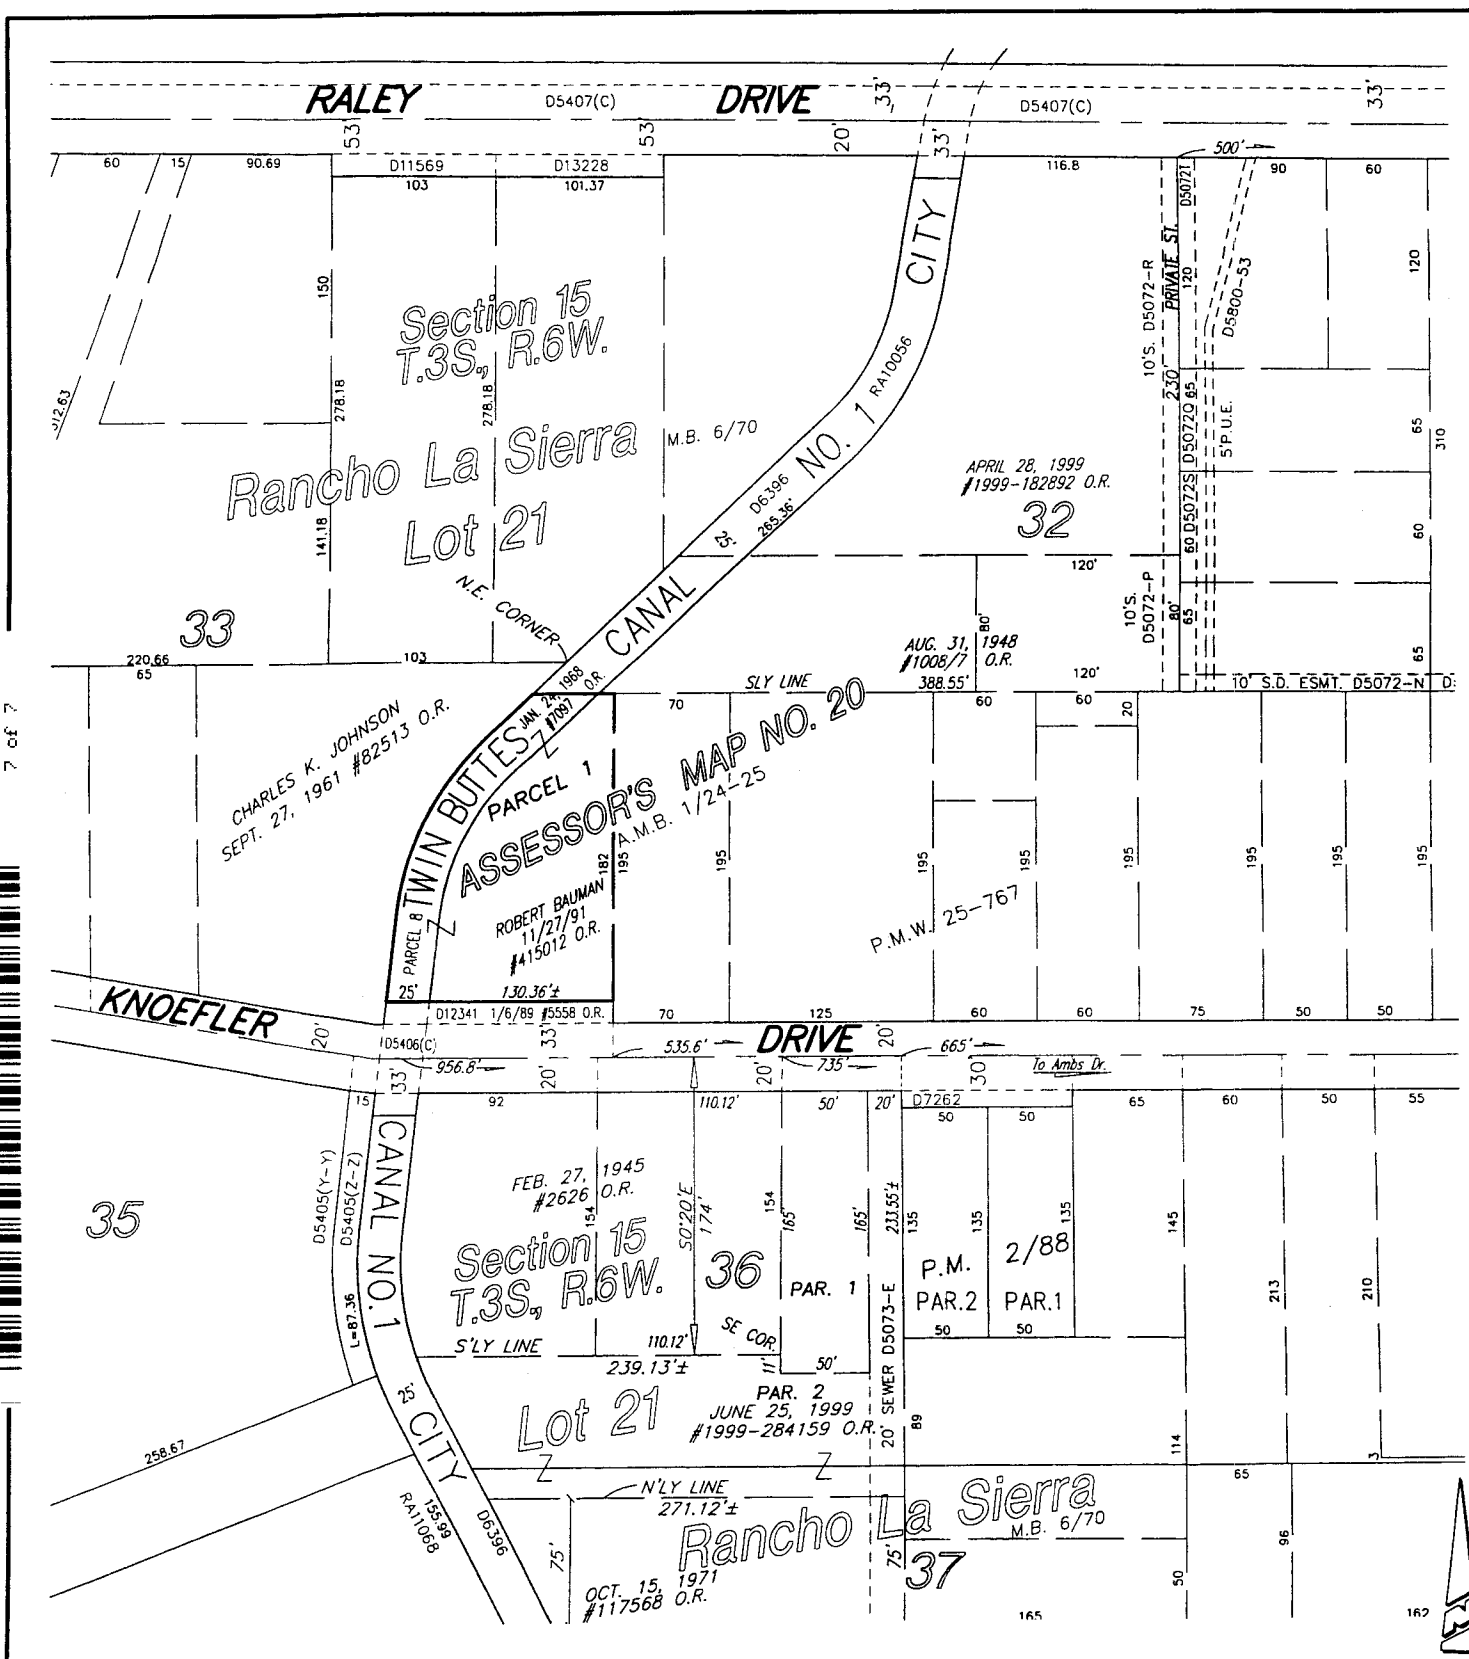 RALEY DRIVE
D5407(C)
D5407(C)
53'
53'
20'
33'
33'
33'
60
15
90.69
D11569
D13228
103
101.37
116.8
500'
90
60
150
278.18
278.18
141.18
Section 15
T.3S., R.6W.
Rancho La Sierra
M.B. 6/70
Lot 21
N.E. CORNER
33
220.66
65
103
CITY
RA10056
NO. 1
D6396
265.36'
25'
CANAL
APRIL 28, 1999
#1999-182892 O.R.
32
120'
80'
AUG. 31, 1948
#1008/7 O.R.
388.55'
120'
SLY LINE
10'S. D5072-R
PRIVATE ST.
D5072T
120
230'
D5800-53
5'P.U.E.
D5072Q 65
60 D5072S
10'S.
D5072-P
80'
65
120
65
310
60
65
10' S.D. ESMT. D5072-N
CHARLES K. JOHNSON
SEPT. 27, 1961 #82513 O.R.
JAN. 24, 1968
#7097 O.R.
TWIN BUTTES
PARCEL 8
25'
PARCEL 1
ASSESSOR'S MAP NO. 20
A.M.B. 1/24-25
182
195
ROBERT BAUMAN
11/27/91
#415012 O.R.
130.36'±
70
60
60
20
195
195
195
195
195
195
195
P.M.W. 25-767
D12341 1/6/89 #5558 O.R.
70
125
60
60
75
50
50
KNOEFLER DRIVE
20'
D5406(C)
33'
33'
956.8'
20'
535.6'
20'
735'
20'
665'
30'
To Ambs Dr.
15
92
110.12'
50'
20'
D7262
50
50
65
60
50
55
CANAL NO. 1
D5405(Y-Y)
D5405(Z-Z)
L=87.36
35
FEB. 27, 1945
#2626 O.R.
154
S0°20'E
174'
154
165'
165'
233.55'±
135
135
135
145
213
210
Section 15
T.3S., R.6W.
36
PAR. 1
P.M. 2/88
PAR.2
PAR.1
50
50
S'LY LINE
110.12'
SE COR.
11'
50'
239.13'±
Lot 21
PAR. 2
JUNE 25, 1999
#1999-284159 O.R.
20' SEWER D5073-E
89
114
3
25'
CITY
D6396
258.67
155.99
RA11068
N'LY LINE
271.12'±
65
Rancho La Sierra
M.B. 6/70
75'
75'
37
OCT. 15, 1971
#117568 O.R.
50
96
165
162
7 of 7